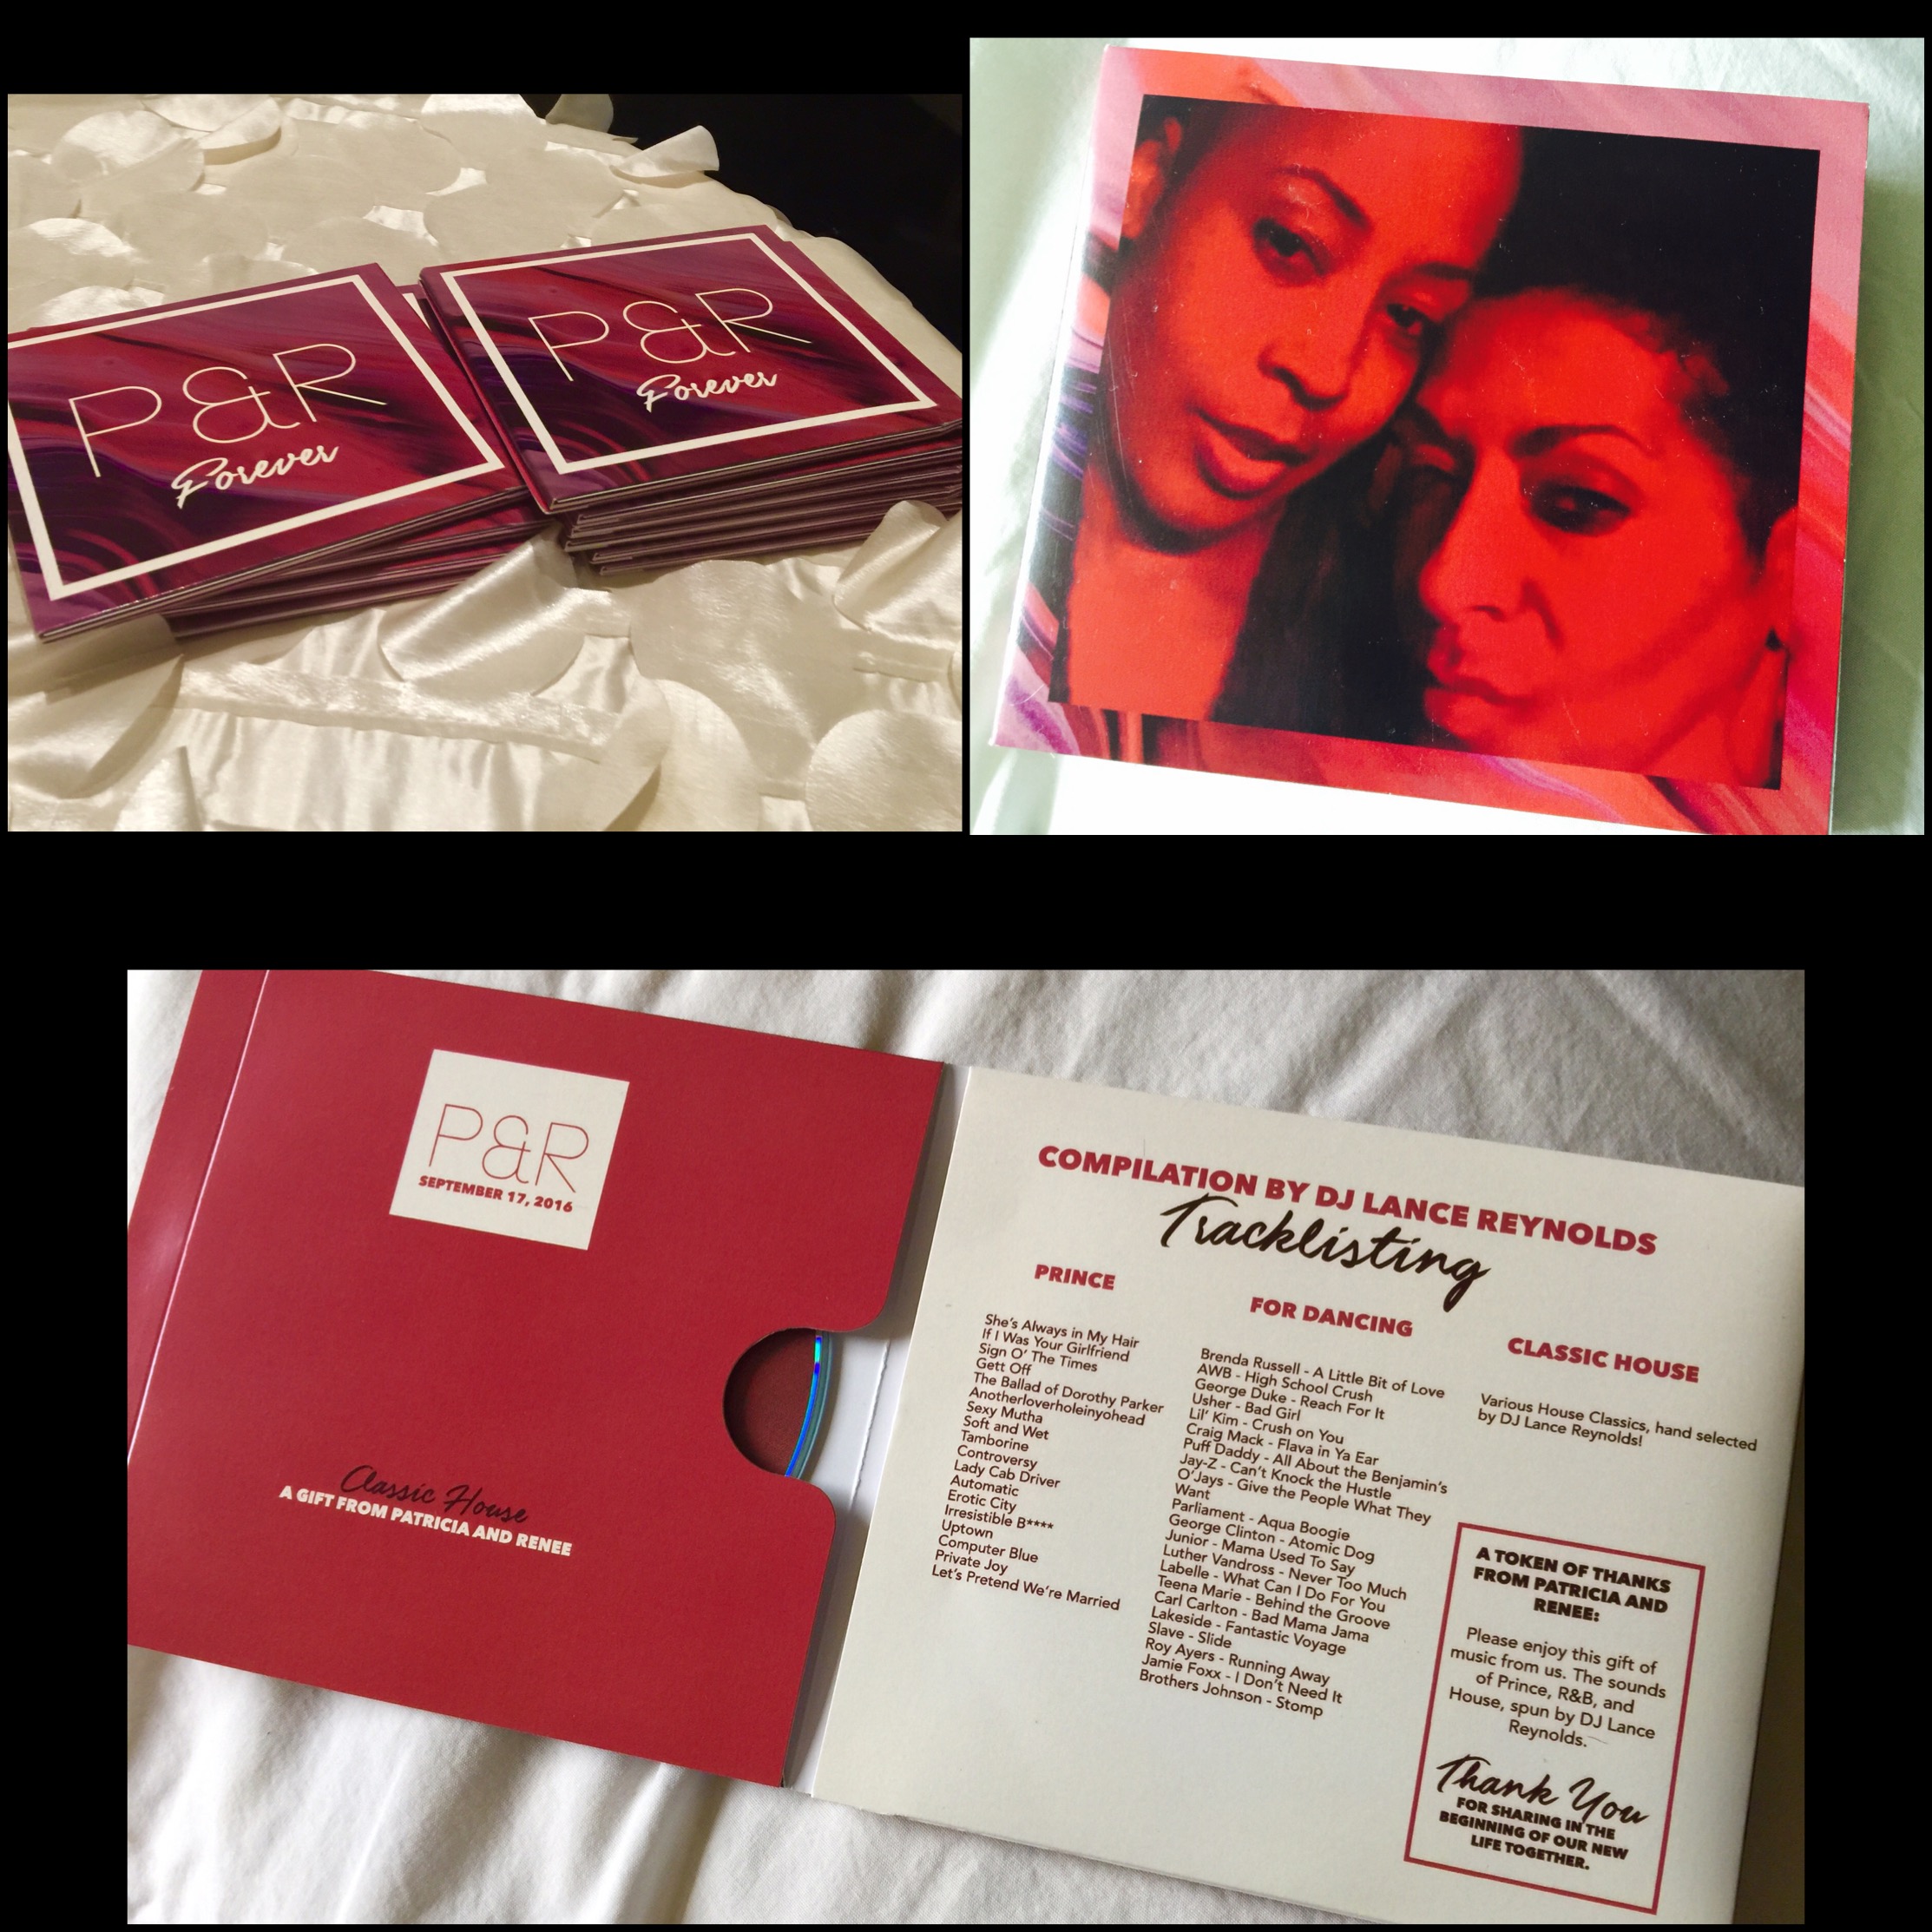 P&R
Forever
P&R
Forever
P&R
SEPTEMBER 17, 2016
Classic House
A GIFT FROM PATRICIA AND RENEE
COMPILATION BY DJ LANCE REYNOLDS
Tracklisting
PRINCE
She's Always in My Hair
If I Was Your Girlfriend
Sign O' The Times
Gett Off
The Ballad of Dorothy Parker
Anotherloverholeinyohead
Sexy Mutha
Soft and Wet
Tamborine
Controversy
Lady Cab Driver
Automatic
Erotic City
Irresistible B****
Uptown
Computer Blue
Private Joy
Let's Pretend We're Married
FOR DANCING
Brenda Russell - A Little Bit of Love
AWB - High School Crush
George Duke - Reach For It
Usher - Bad Girl
Lil' Kim - Crush on You
Craig Mack - Flava in Ya Ear
Puff Daddy - All About the Benjamin's
Jay-Z - Can't Knock the Hustle
O'Jays - Give the People What They
Want
Parliament - Aqua Boogie
George Clinton - Atomic Dog
Junior - Mama Used To Say
Luther Vandross - Never Too Much
Labelle - What Can I Do For You
Teena Marie - Behind the Groove
Carl Carlton - Bad Mama Jama
Lakeside - Fantastic Voyage
Slave - Slide
Roy Ayers - Running Away
Jamie Foxx - I Don't Need It
Brothers Johnson - Stomp
CLASSIC HOUSE
Various House Classics, hand selected
by DJ Lance Reynolds!
A TOKEN OF THANKS
FROM PATRICIA AND
RENEE:
Please enjoy this gift of
music from us. The sounds
of Prince, R&B, and
House, spun by DJ Lance
Reynolds.
Thank You
FOR SHARING IN THE
BEGINNING OF OUR NEW
LIFE TOGETHER.